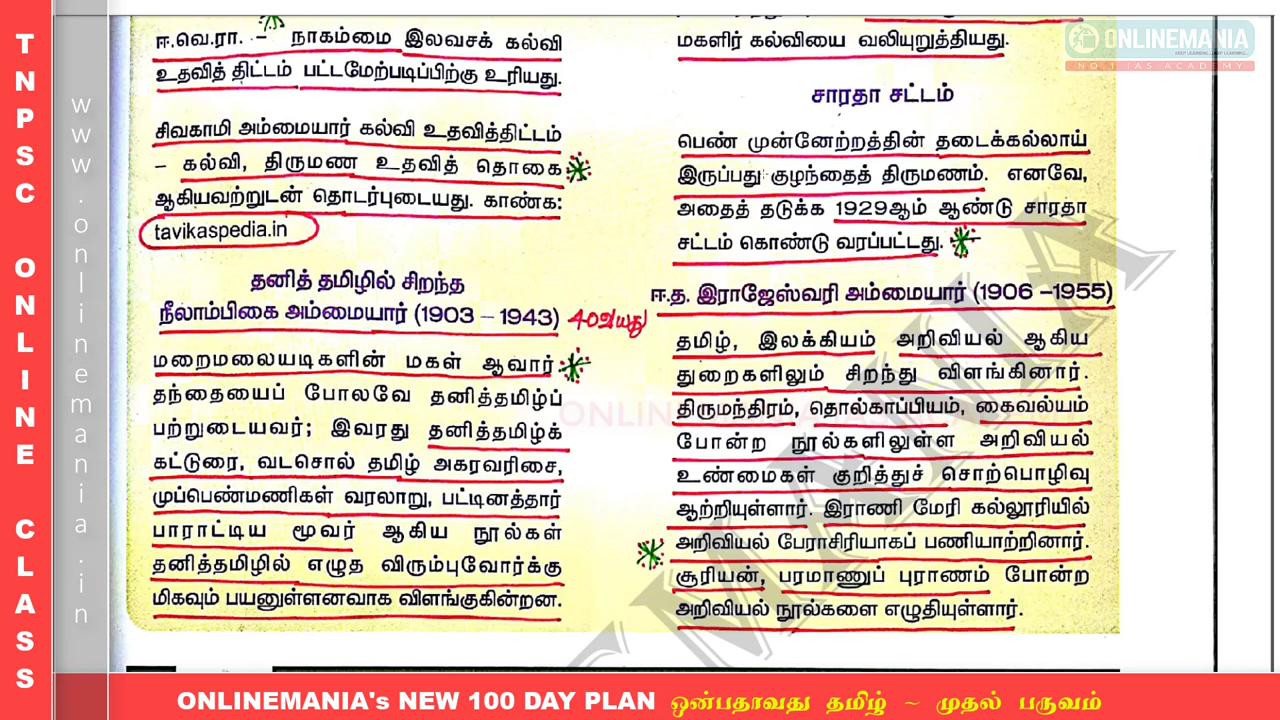 TNPSC ONLINE CLASS
www.onlinemania.in
ஈ.வெ.ரா. – நாகம்மை இலவசக் கல்வி
உதவித் திட்டம் பட்டமேற்படிப்பிற்கு உரியது.
சிவகாமி அம்மையார் கல்வி உதவித்திட்டம்
– கல்வி, திருமண உதவித் தொகை
ஆகியவற்றுடன் தொடர்புடையது. காண்க:
tavikaspedia.in
தனித் தமிழில் சிறந்த
நீலாம்பிகை அம்மையார் (1903 – 1943) 40வயது
மறைமலையடிகளின் மகள் ஆவார்
தந்தையைப் போலவே தனித்தமிழ்ப்
பற்றுடையவர்; இவரது தனித்தமிழ்க்
கட்டுரை, வடசொல் தமிழ் அகரவரிசை,
முப்பெண்மணிகள் வரலாறு, பட்டினத்தார்
பாராட்டிய மூவர் ஆகிய நூல்கள்
தனித்தமிழில் எழுத விரும்புவோர்க்கு
மிகவும் பயனுள்ளனவாக விளங்குகின்றன.
மகளிர் கல்வியை வலியுறுத்தியது.
சாரதா சட்டம்
பெண் முன்னேற்றத்தின் தடைக்கல்லாய்
இருப்பது குழந்தைத் திருமணம். எனவே,
அதைத் தடுக்க 1929ஆம் ஆண்டு சாரதா
சட்டம் கொண்டு வரப்பட்டது.
ஈ.த. இராஜேஸ்வரி அம்மையார் (1906 –1955)
தமிழ், இலக்கியம் அறிவியல் ஆகிய
துறைகளிலும் சிறந்து விளங்கினார்.
திருமந்திரம், தொல்காப்பியம், கைவல்யம்
போன்ற நூல்களிலுள்ள அறிவியல்
உண்மைகள் குறித்துச் சொற்பொழிவு
ஆற்றியுள்ளார். இராணி மேரி கல்லூரியில்
அறிவியல் பேராசிரியாகப் பணியாற்றினார்.
சூரியன், பரமாணுப் புராணம் போன்ற
அறிவியல் நூல்களை எழுதியுள்ளார்.
ONLINEMANIA
NO.1 IAS ACADEMY
ONLINEMANIA's NEW 100 DAY PLAN ஒன்பதாவது தமிழ் ~ முதல் பருவம்